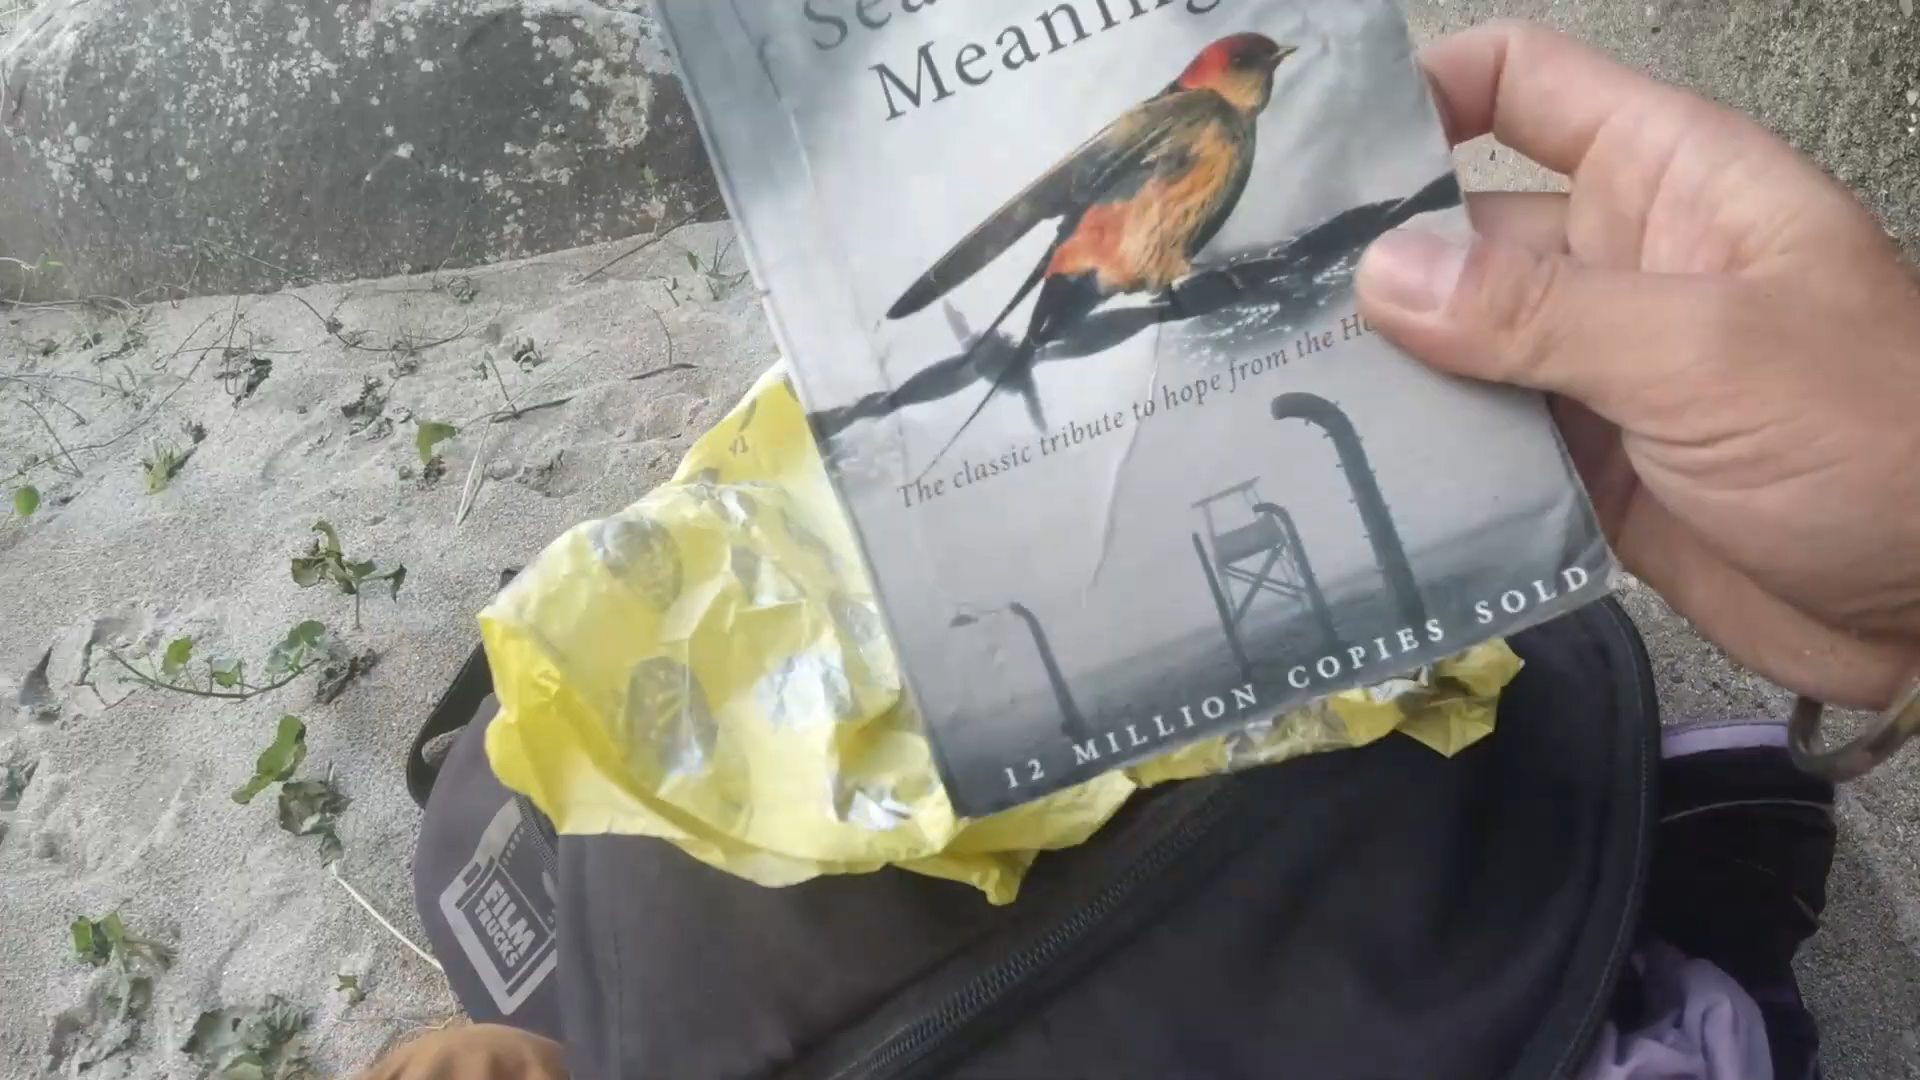 Meaning
The classic tribute to hope from the
12 MILLION COPIES SOLD
FILM
TRUCKS